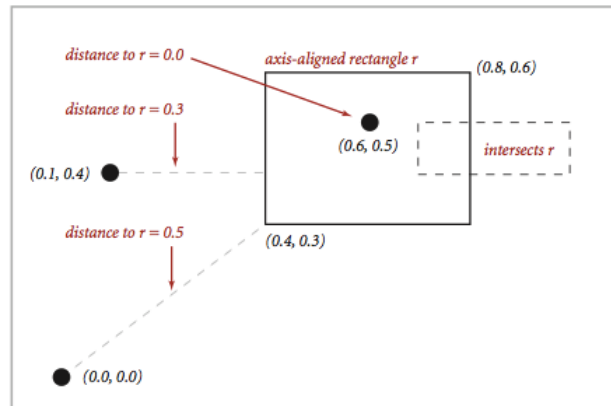 distance to r = 0.0
axis-aligned rectangle r
(0.8, 0.6)
distance to r = 0.3
(0.6, 0.5)
intersects r
(0.1, 0.4)
distance to r = 0.5
(0.4, 0.3)
(0.0, 0.0)